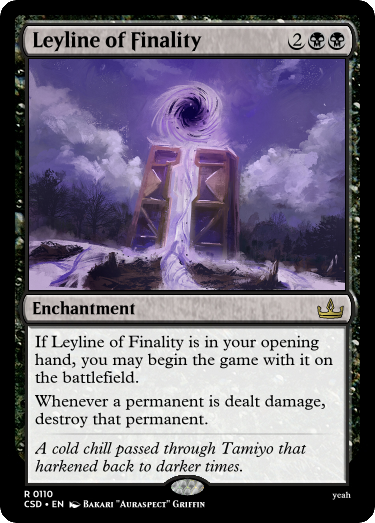 Leyline of Finality 2
Enchantment
If Leyline of Finality is in your opening
hand, you may begin the game with it on
the battlefield.
Whenever a permanent is dealt damage,
destroy that permanent.
A cold chill passed through Tamiyo that
harkened back to darker times.
R 0110
yeah
CSD • EN Bakari "Auraspect" Griffin